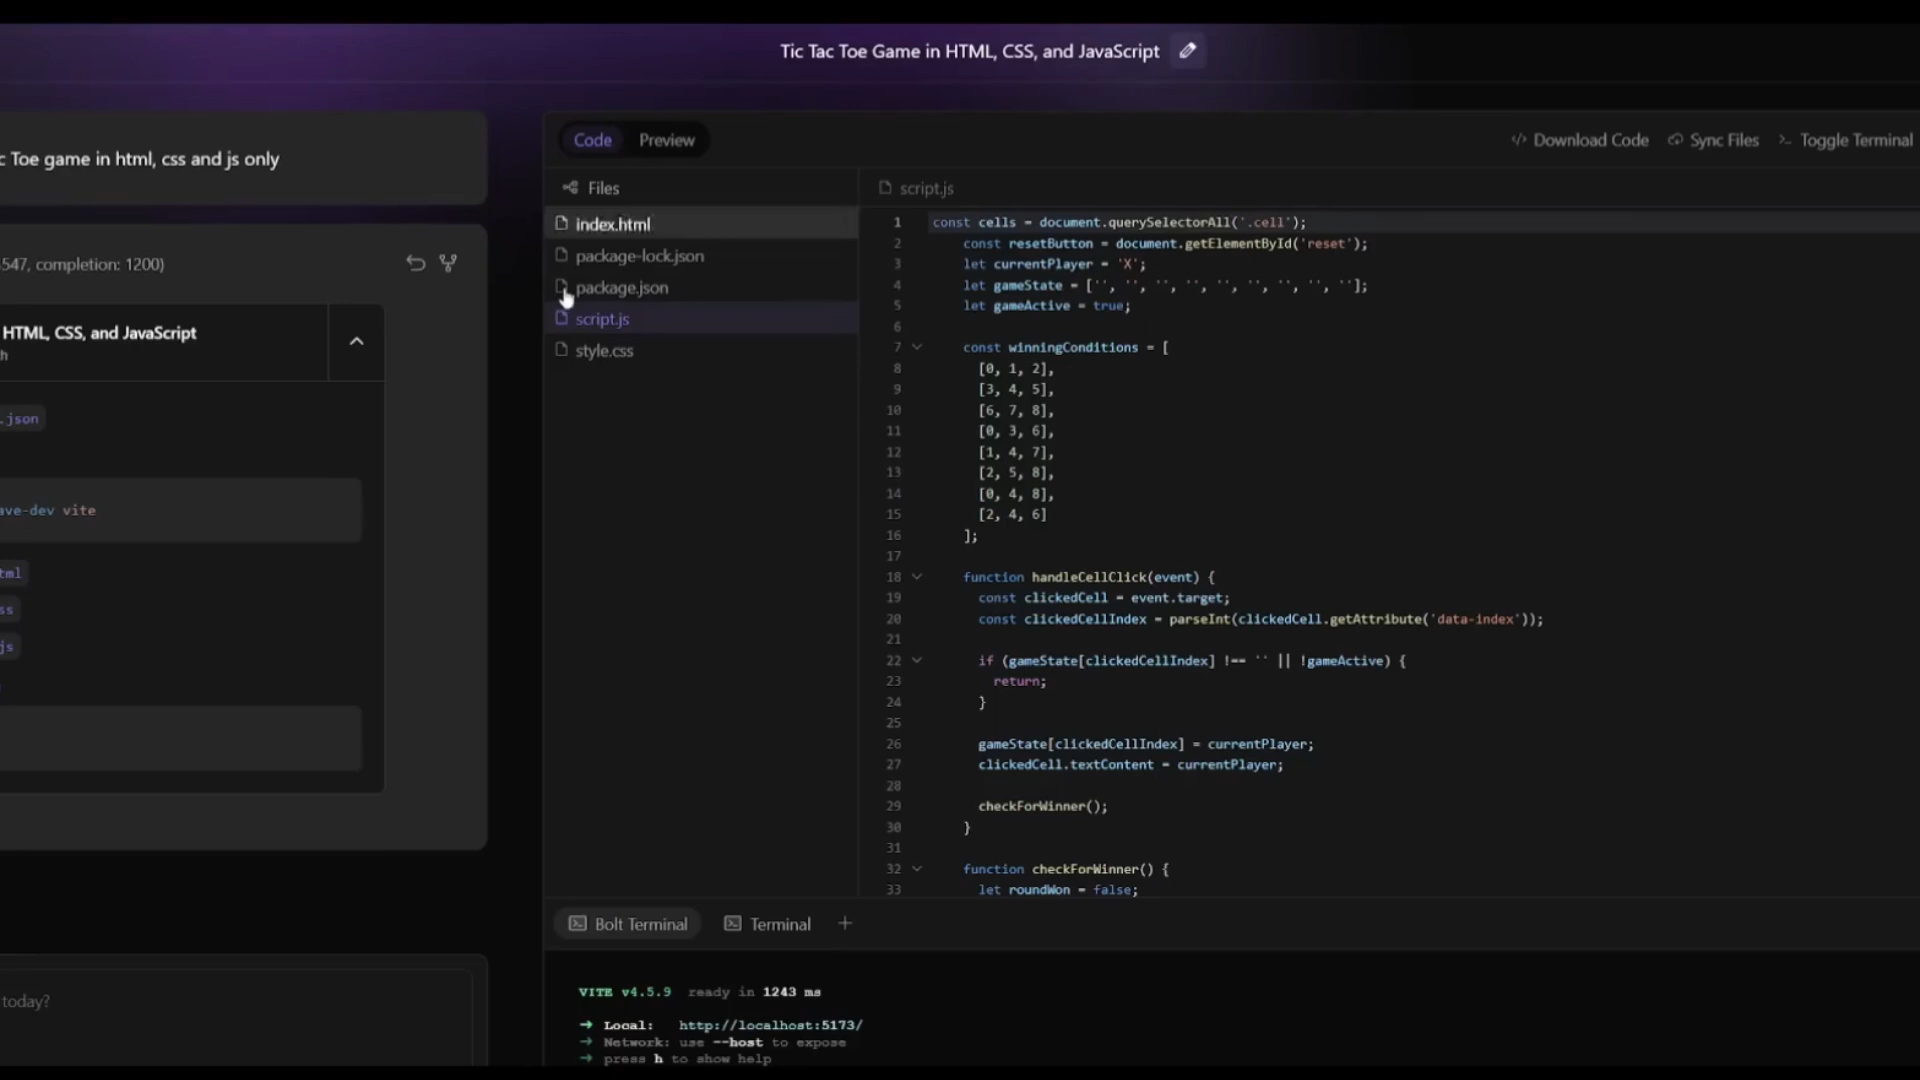 Tic Tac Toe Game in HTML, CSS, and JavaScript
c Toe game in html, css and js only
547, completion: 1200)
HTML, CSS, and JavaScript
h
.json
ave-dev vite
tml
ss
js
today?
Code Preview
Download Code Sync Files Toggle Terminal
Files
index.html
package-lock.json
package.json
script.js
style.css
script.js
1 const cells = document.querySelectorAll('.cell');
2 const resetButton = document.getElementById('reset');
3 let currentPlayer = 'X';
4 let gameState = ['', '', '', '', '', '', '', '', ''];
5 let gameActive = true;
6
7 const winningConditions = [
8 [0, 1, 2],
9 [3, 4, 5],
10 [6, 7, 8],
11 [0, 3, 6],
12 [1, 4, 7],
13 [2, 5, 8],
14 [0, 4, 8],
15 [2, 4, 6]
16 ];
17
18 function handleCellClick(event) {
19 const clickedCell = event.target;
20 const clickedCellIndex = parseInt(clickedCell.getAttribute('data-index'));
21
22 if (gameState[clickedCellIndex] !== '' || !gameActive) {
23 return;
24 }
25
26 gameState[clickedCellIndex] = currentPlayer;
27 clickedCell.textContent = currentPlayer;
28
29 checkForWinner();
30 }
31
32 function checkForWinner() {
33 let roundWon = false;
Bolt Terminal Terminal +
VITE v4.5.9 ready in 1243 ms
➜ Local: http://localhost:5173/
➜ Network: use --host to expose
➜ press h to show help